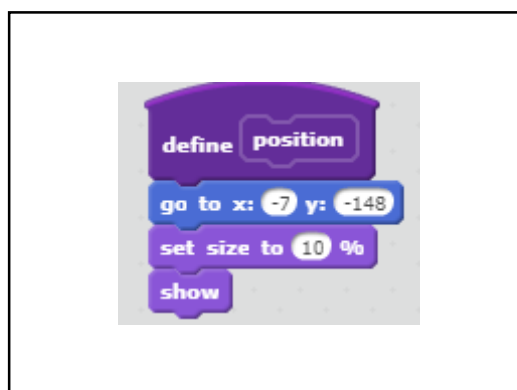 define position
go to x: -7 y: -148
set size to 10 %
show